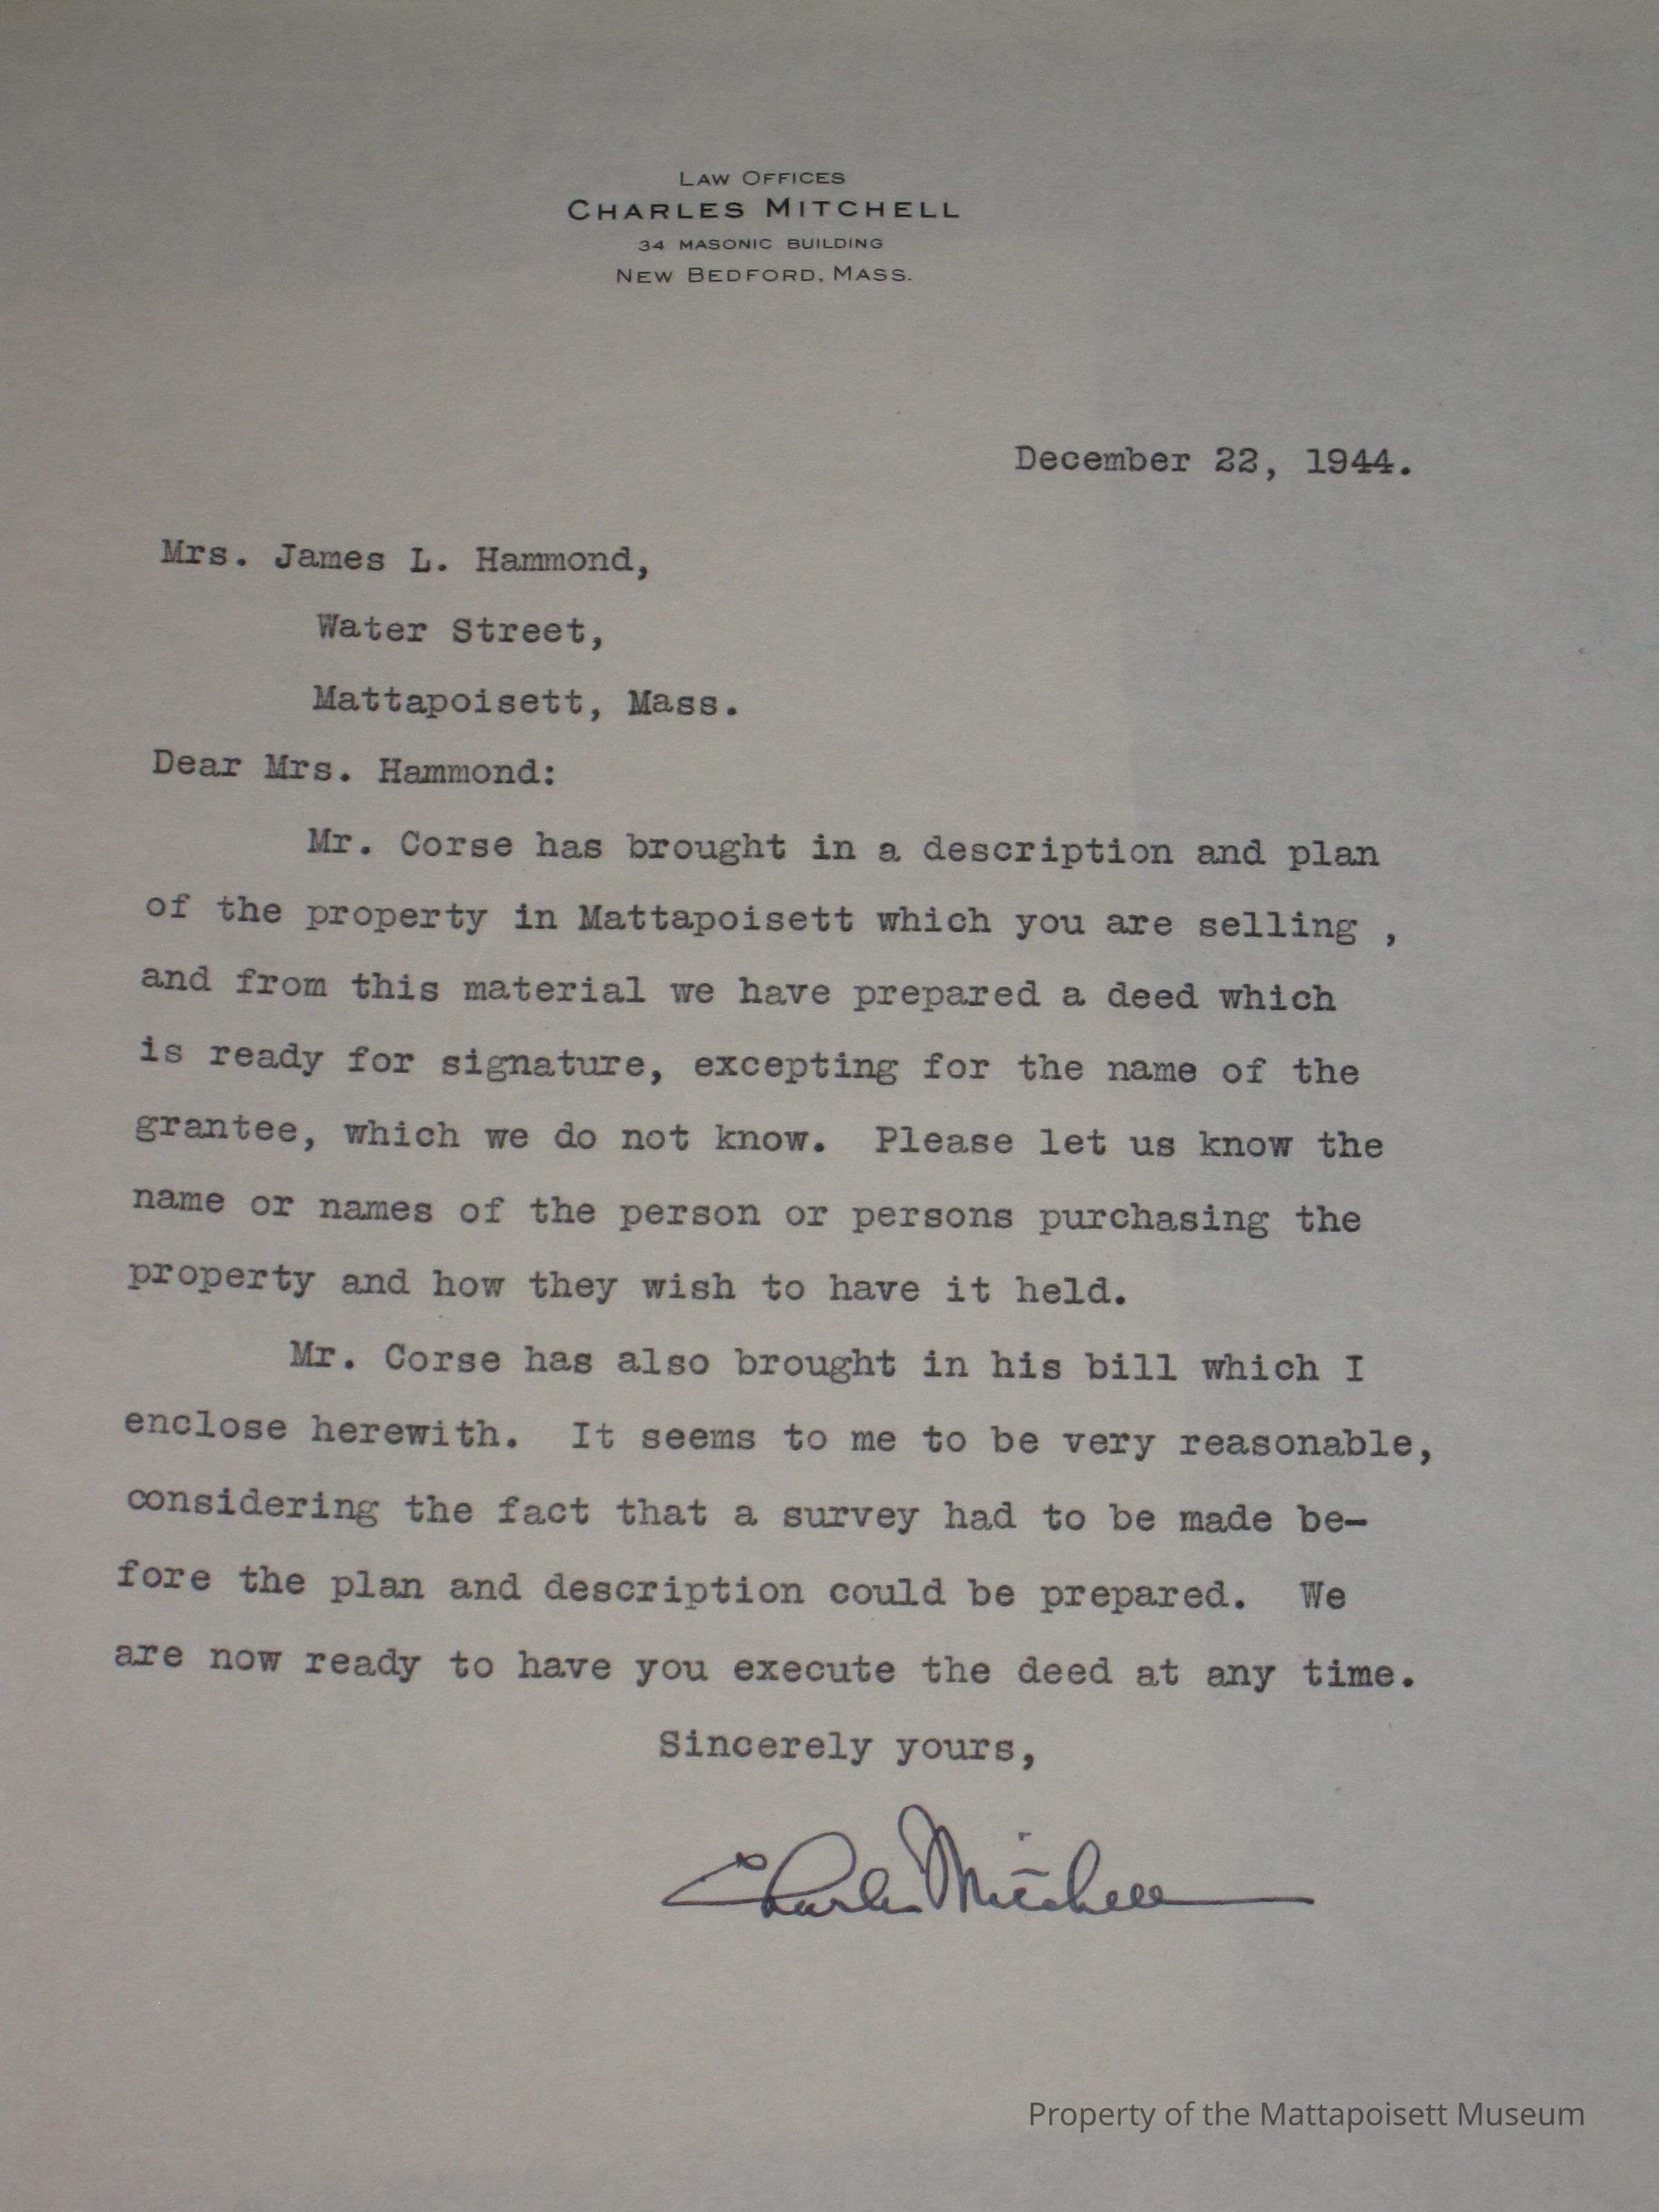 Law Offices
Charles Mitchell
34 Masonic Building
New Bedford, Mass.
December 22, 1944.
Mrs. James L. Hammond,
Water Street,
Mattapoisett, Mass.
Dear Mrs. Hammond:
Mr. Corse has brought in a description and plan
of the property in Mattapoisett which you are selling ,
and from this material we have prepared a deed which
is ready for signature, excepting for the name of the
grantee, which we do not know.  Please let us know the
name or names of the person or persons purchasing the
property and how they wish to have it held.
Mr. Corse has also brought in his bill which I
enclose herewith.  It seems to me to be very reasonable,
considering the fact that a survey had to be made be-
fore the plan and description could be prepared.  We
are now ready to have you execute the deed at any time.
Sincerely yours,
Charles Mitchell
Property of the Mattapoisett Museum